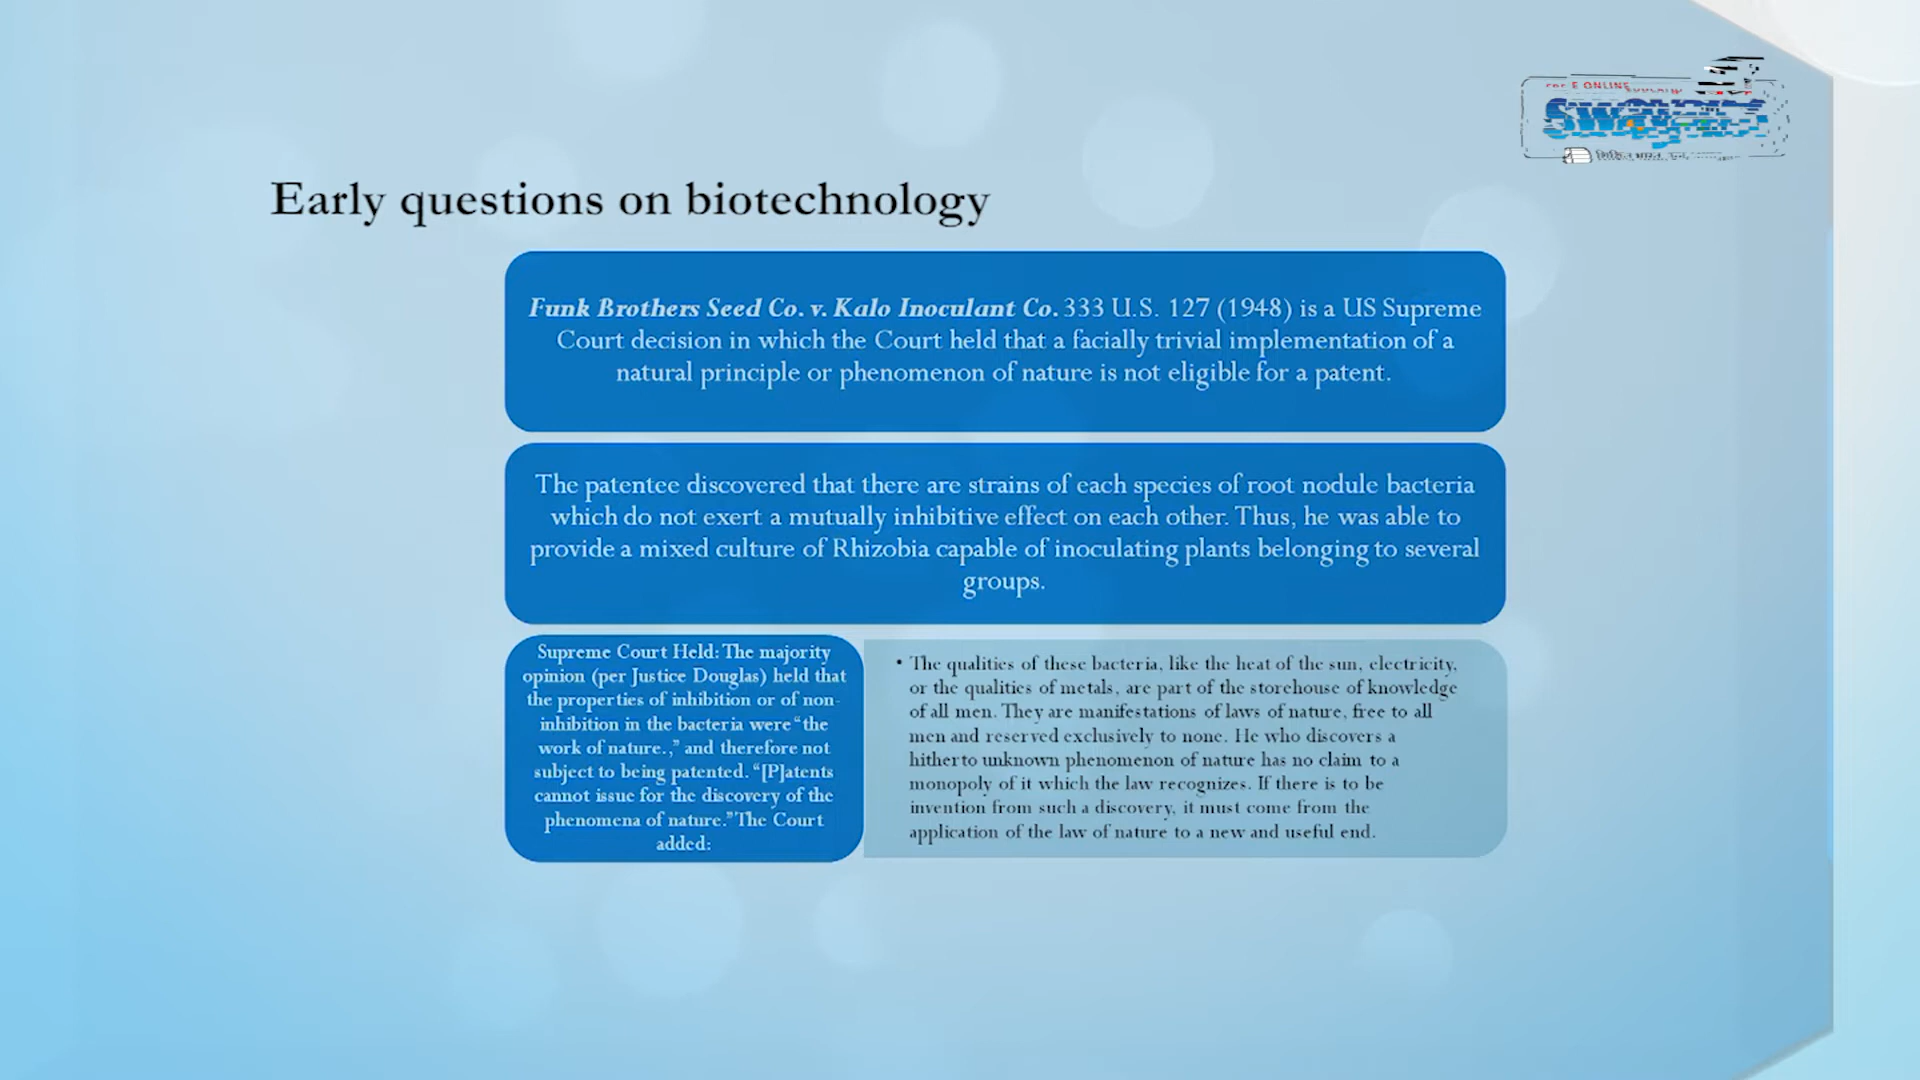 E ONLINE
Early questions on biotechnology
Funk Brothers Seed Co. v. Kalo Inoculant Co. 333 U.S. 127 (1948) is a US Supreme
Court decision in which the Court held that a facially trivial implementation of a
natural principle or phenomenon of nature is not eligible for a patent.
The patentee discovered that there are strains of each species of root nodule bacteria
which do not exert a mutually inhibitive effect on each other. Thus, he was able to
provide a mixed culture of Rhizobia capable of inoculating plants belonging to several
groups.
Supreme Court Held: The majority
opinion (per Justice Douglas) held that
the properties of inhibition or of non-
inhibition in the bacteria were “the
work of nature.,” and therefore not
subject to being patented. “[P]atents
cannot issue for the discovery of the
phenomena of nature.” The Court
added:
• The qualities of these bacteria, like the heat of the sun, electricity,
or the qualities of metals, are part of the storehouse of knowledge
of all men. They are manifestations of laws of nature, free to all
men and reserved exclusively to none. He who discovers a
hitherto unknown phenomenon of nature has no claim to a
monopoly of it which the law recognizes. If there is to be
invention from such a discovery, it must come from the
application of the law of nature to a new and useful end.